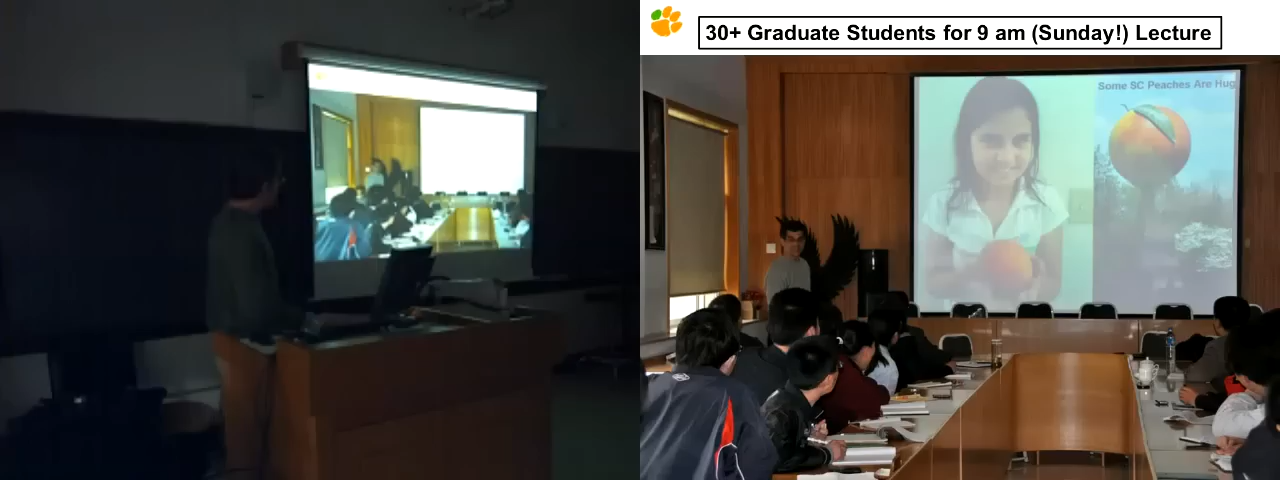 30+ Graduate Students for 9 am (Sunday!) Lecture
Some SC Peaches Are Hug